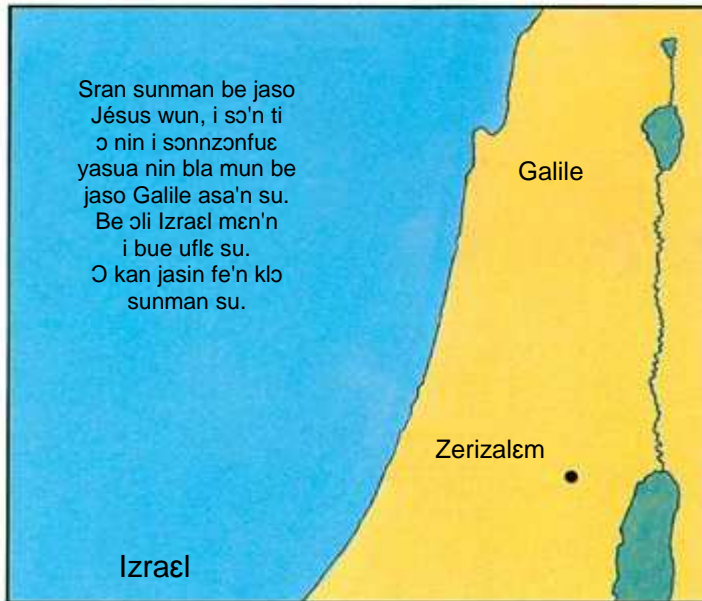 Sran sunman be jaso
Jésus wun, i sɔ'n ti
ɔ nin i sɔnnzɔnfuɛ
yasua nin bla mun be
jaso Galile asa'n su.
Be ɔli Izraɛl mɛn'n
i bue uflɛ su.
Ɔ kan jasin fe'n klɔ
sunman su.
Galile
Zerizalɛm
Izraɛl